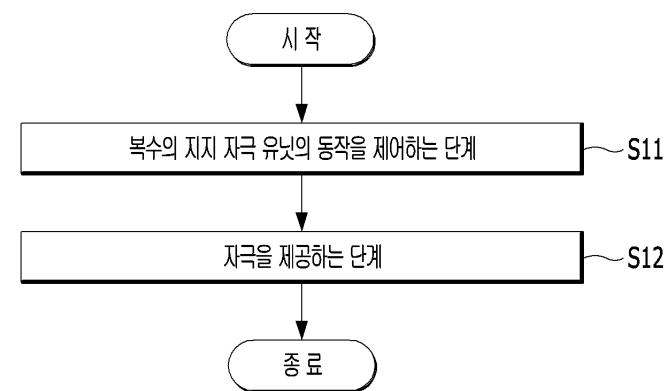 시 작
복수의 지지 자극 유닛의 동작을 제어하는 단계
S11
자극을 제공하는 단계
S12
종 료